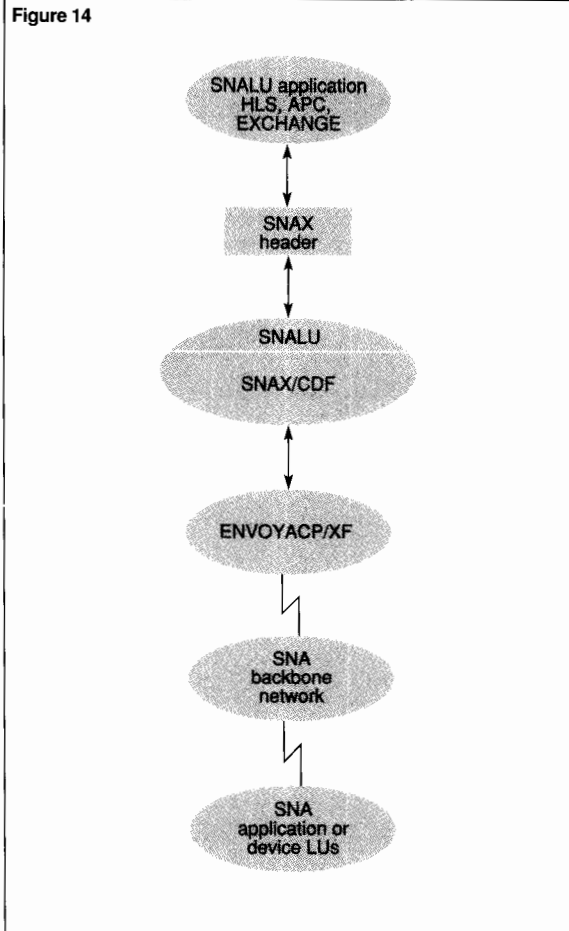 Figure 14
SNALU application
HLS, APC,
EXCHANGE
SNAX
header
SNALU
SNAX/CDF
ENVOYACP/XF
SNA
backbone
network
SNA
application or
device LUs